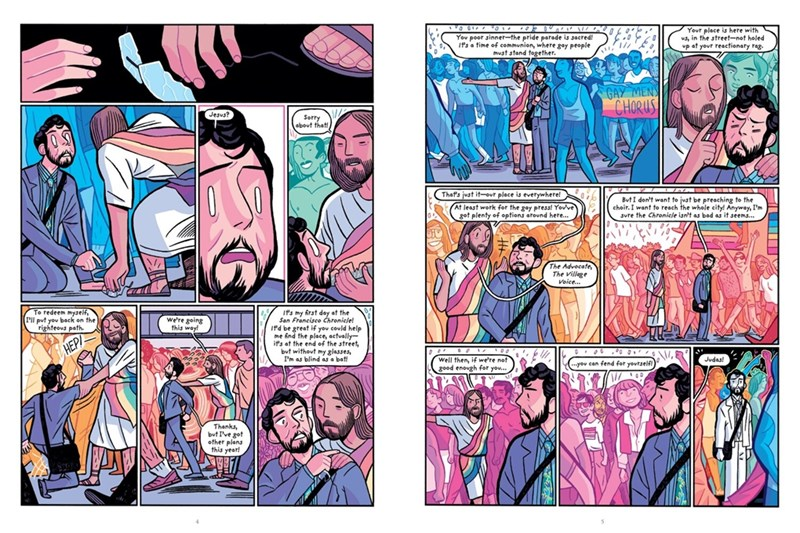 Jesus?
Sorry
about that!
To redeem myself,
I'll put you back on the
righteous path.
HEP!
We're going
this way!
Thanks,
but I've got
other plans
this year!
It's my first day at the
San Francisco Chronicle!
It'd be great if you could help
me find the place, actually—
it's at the end of the street,
but without my glasses,
I'm as blind as a bat!
4
You poor sinner—the pride parade is sacred!
It's a time of communion, where gay people
must stand together.
GAY MEN'S
CHORUS
Your place is here with
us, in the street—not holed
up at your reactionary rag.
That's just it—our place is everywhere!
At least work for the gay press! You've
got plenty of options around here...
The Advocate,
The Village
Voice...
But I don't want to just be preaching to the
choir. I want to reach the whole city! Anyway, I'm
sure the Chronicle isn't as bad as it seems...
Well then, if we're not
good enough for you...
...you can fend for yourself!
Judas!
5